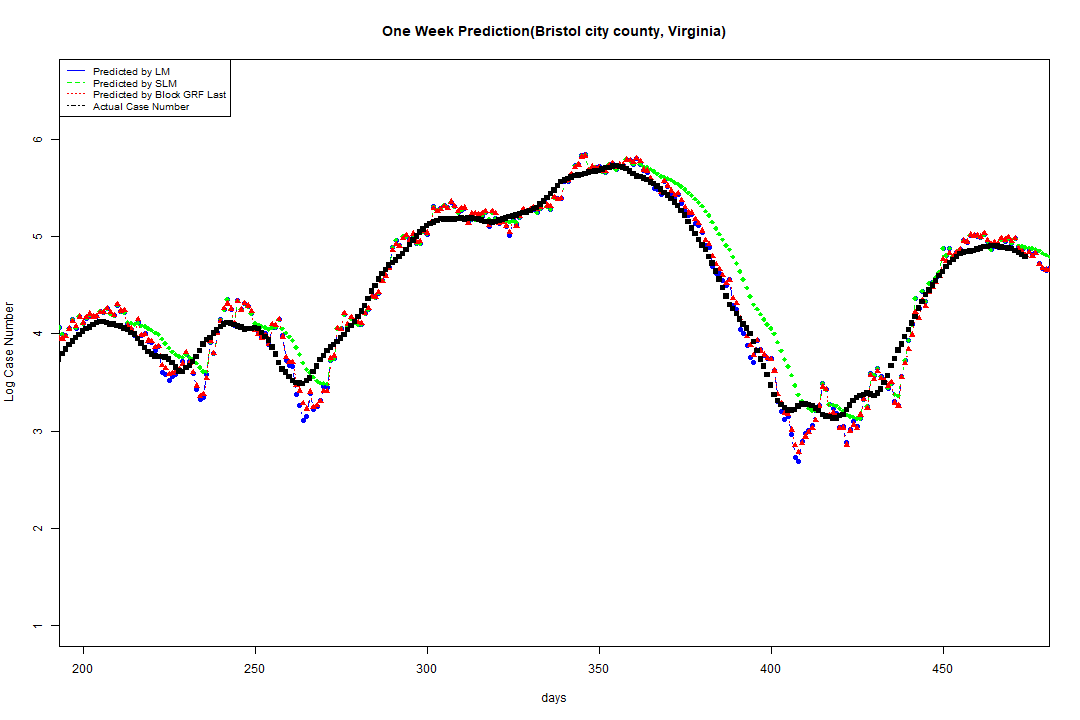 One Week Prediction(Bristol city county, Virginia)
Predicted by LM
Predicted by SLM
Predicted by Block GRF Last
Actual Case Number
6
5
4
3
2
1
Log Case Number
200 250 300 350 400 450
days